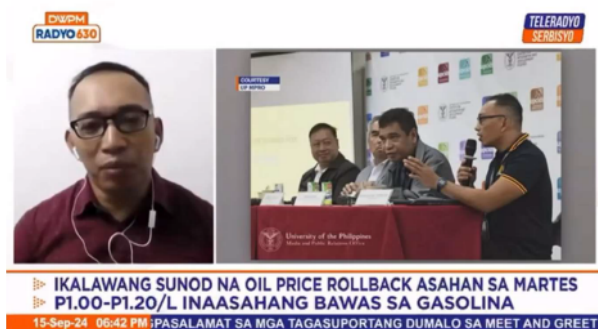 DWPM
RADYO 630
TELERADYO
SERBISYO
COURTESY
UP MPRO
University of the Philippines
Media and Public Relations Office
IKALAWANG SUNOD NA OIL PRICE ROLLBACK ASAHAN SA MARTES
P1.00-P1.20/L INAASAHANG BAWAS SA GASOLINA
15-Sep-24 06:42 PM PASALAMAT SA MGA TAGASUPORTANG DUMALO SA MEET AND GREET